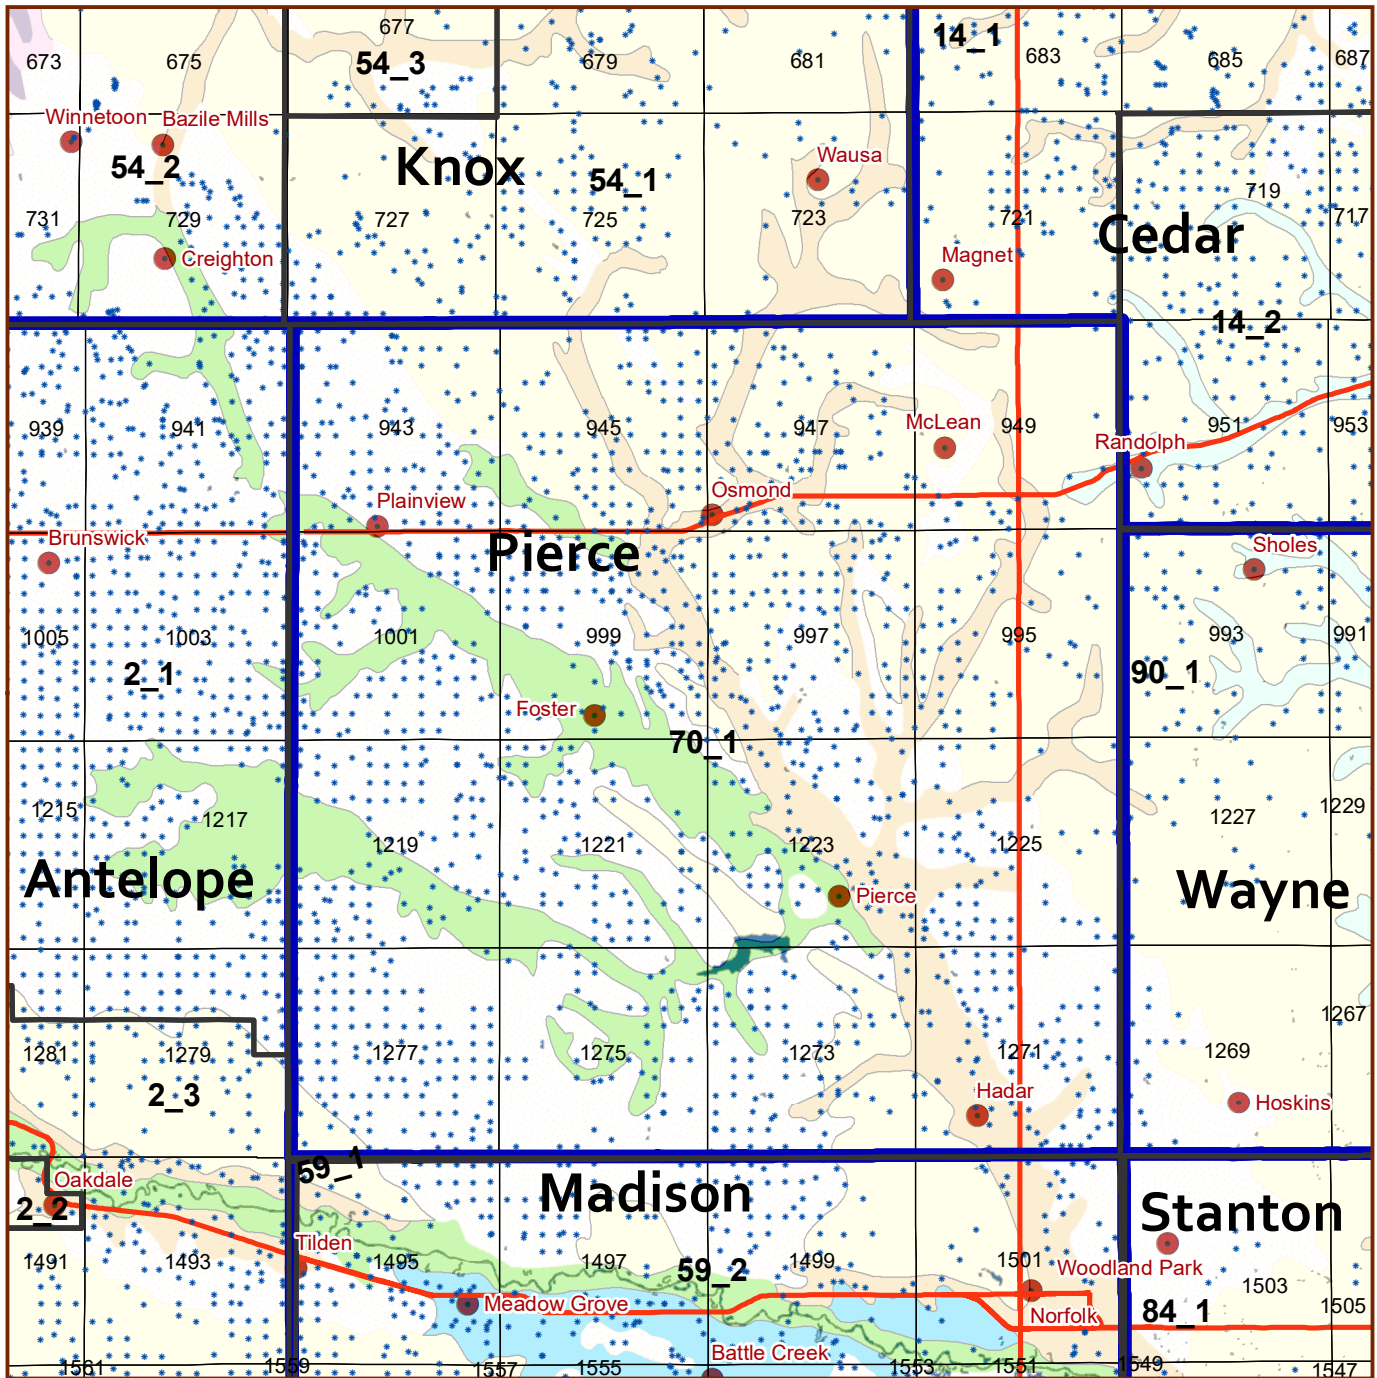 677
14_1
673 675 54_3 679 681 683 685 687
Winnetoon Bazile Mills
54_2 Knox 54_1 Wausa
719
731 729 727 725 723 721 717
Cedar
Creighton Magnet
14_2
939 941 943 945 947 McLean 949 951 953
Randolph
Plainview Osmond
Brunswick Pierce Sholes
1005 1003 1001 999 997 995 993 991
2_1 90_1
Foster
70_1
1215 1217 1227 1229
1219 1221 1223 1225
Antelope Pierce Wayne
1267
1281 1279 1277 1275 1273 1271 1269
2_3 Hadar Hoskins
59_1
Oakdale Madison
2_2 Stanton
Tilden
1491 1493 1495 1497 59_2 1499 1501 Woodland Park 1503
Meadow Grove Norfolk 84_1 1505
Battle Creek
1561 1559 1557 1555 1553 1551 1549 1547